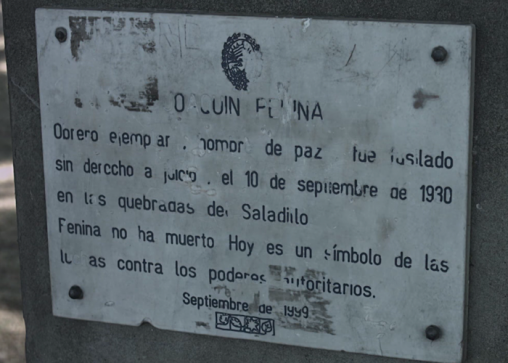 PENINA
Obrero ejemplar, hombre de paz fue fusilado
sin derecho a juicio, el 10 de septiembre de 1930
en las quebradas del Saladillo
Penina no ha muerto Hoy es un símbolo de las
luchas contra los poderes autoritarios.
Septiembre de 1999